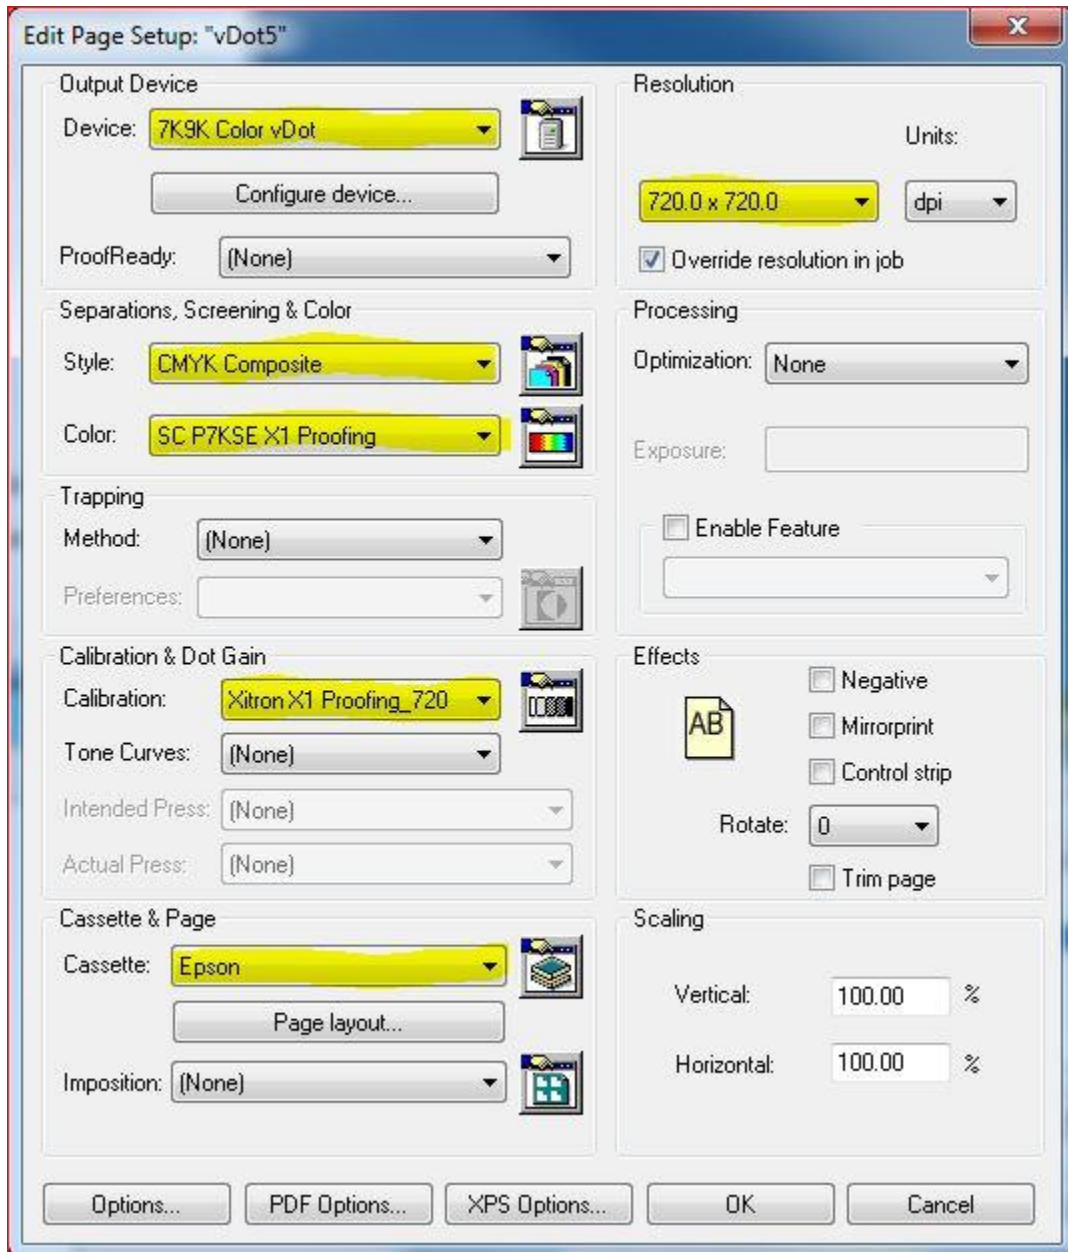 Edit Page Setup: "vDot5"
x
Output Device
Device: 7K9K Color vDot
Configure device...
ProofReady: (None)
Separations, Screening & Color
Style: CMYK Composite
Color: SC P7KSE X1 Proofing
Trapping
Method: (None)
Preferences:
Calibration & Dot Gain
Calibration: Xitron X1 Proofing_720
Tone Curves: (None)
Intended Press: (None)
Actual Press: (None)
Cassette & Page
Cassette: Epson
Page layout...
Imposition: (None)
Resolution
Units:
720.0 x 720.0 dpi
Override resolution in job
Processing
Optimization: None
Exposure:
Enable Feature
Effects
AB
Negative
Mirrorprint
Control strip
Rotate: 0
Trim page
Scaling
Vertical: 100.00 %
Horizontal: 100.00 %
Options... PDF Options... XPS Options... OK Cancel